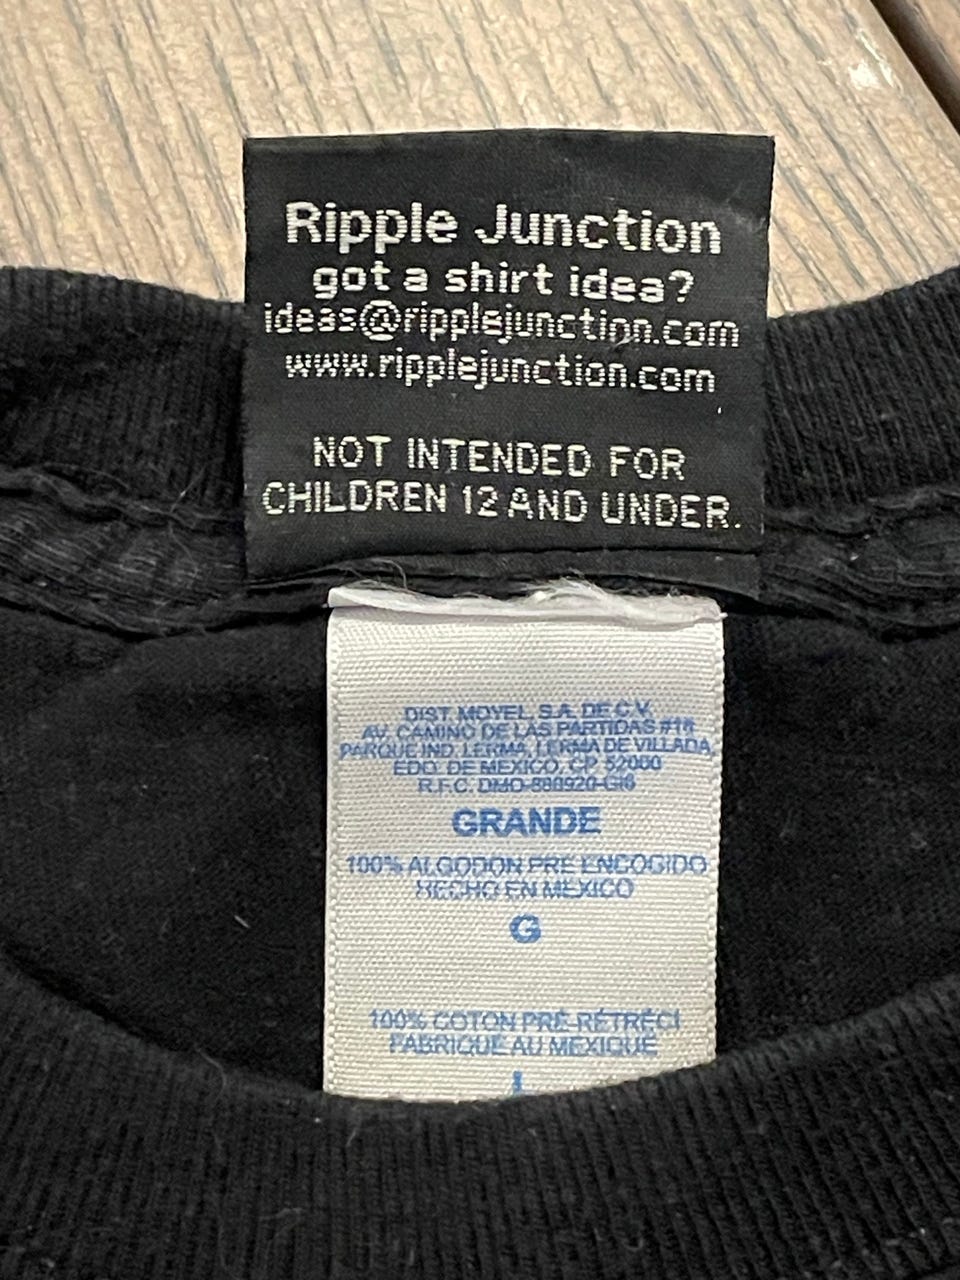 Ripple Junction
got a shirt idea?
ideas@ripplejunction.com
www.ripplejunction.com
NOT INTENDED FOR
CHILDREN 12 AND UNDER.
DIST. MOYEL, S.A. DE C.V.
AV. CAMINO DE LAS PARTIDAS #18
PARQUE IND. LERMA, LERMA DE VILLADA,
EDO. DE MEXICO, CP. 52000
R.F.C.
GRANDE
100% ALGODON PRE ENCOGIDO
HECHO EN MEXICO
G
100% COTON PRÉ-RÉTRÉCI
FABRIQUE AU MEXIQUE
L